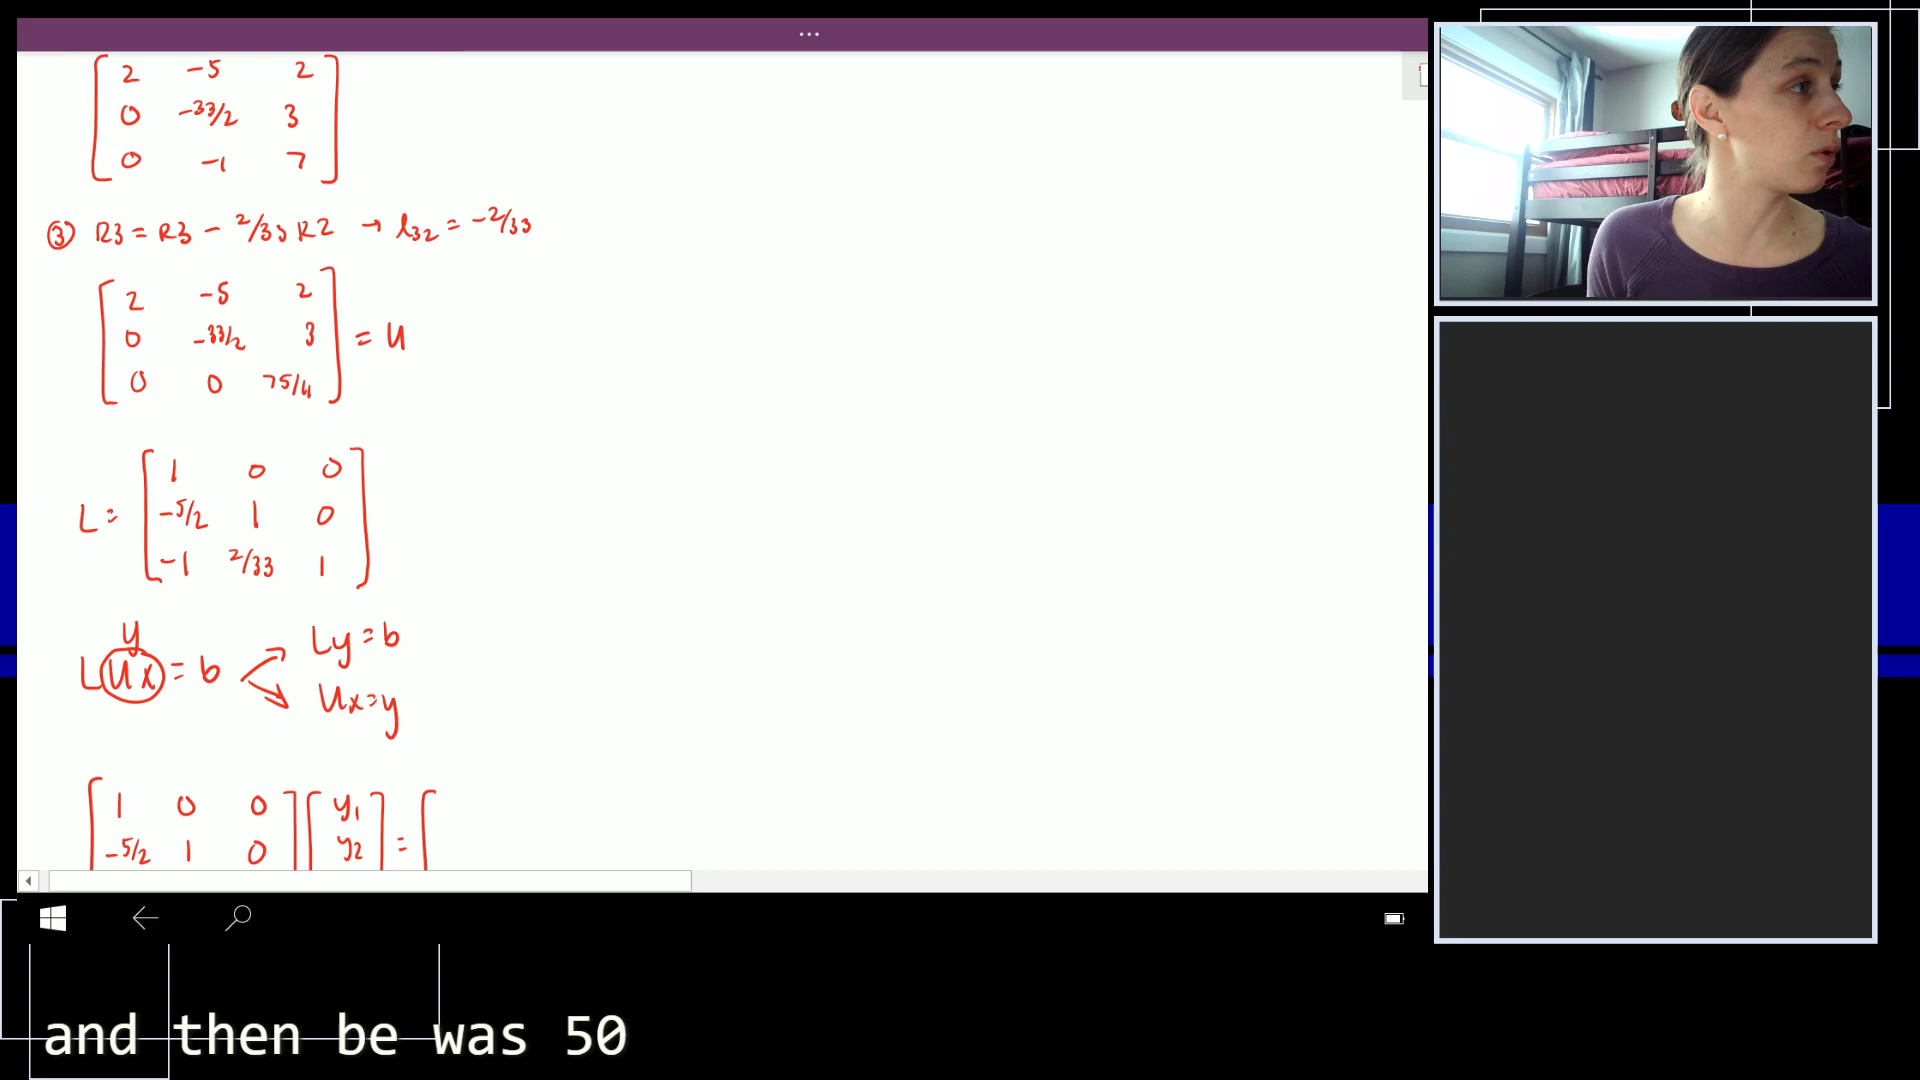 ...
2 -5 2
0 -33/2 3
0 -1 7
③ R3 = R3 - 2/33 R2 → l32 = -2/33
2 -5 2
0 -33/2 3 = U
0 0 75/11
1 0 0
L = -5/2 1 0
-1 2/33 1
y
LUx = b
Ly = b
Ux = y
1 0 0 y1
-5/2 1 0 y2 =
and then be was 50